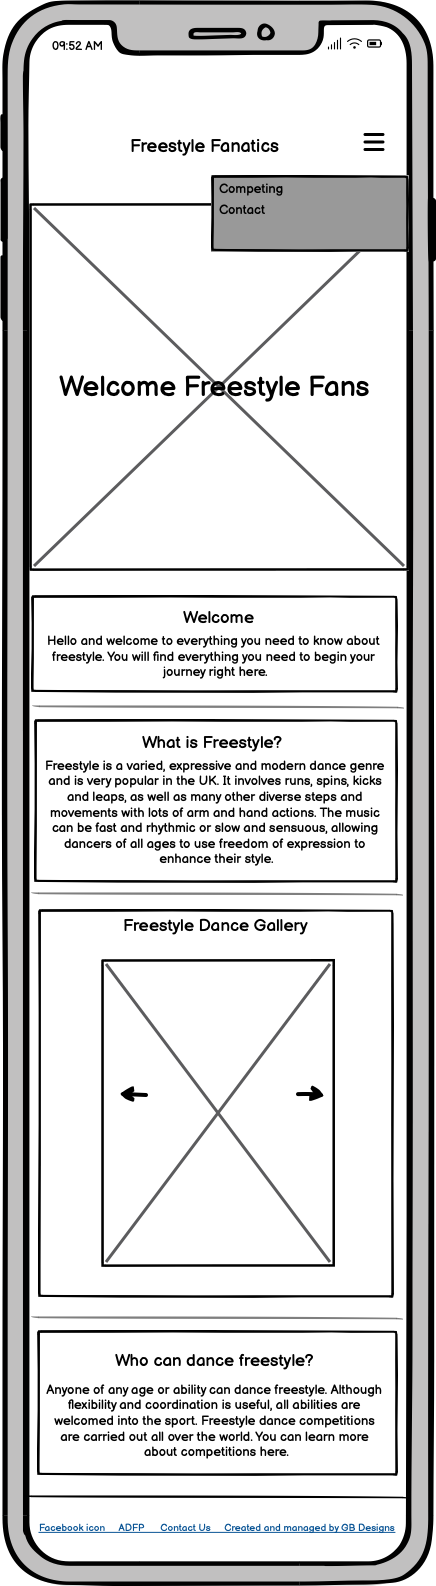 09:52 AM
Freestyle Fanatics
Competing
Contact
Welcome Freestyle Fans
Welcome
Hello and welcome to everything you need to know about
freestyle. You will find everything you need to begin your
journey right here.
What is Freestyle?
Freestyle is a varied, expressive and modern dance genre
and is very popular in the UK. It involves runs, spins, kicks
and leaps, as well as many other diverse steps and
movements with lots of arm and hand actions. The music
can be fast and rhythmic or slow and sensuous, allowing
dancers of all ages to use freedom of expression to
enhance their style.
Freestyle Dance Gallery
Who can dance freestyle?
Anyone of any age or ability can dance freestyle. Although
flexibility and coordination is useful, all abilities are
welcomed into the sport. Freestyle dance competitions
are carried out all over the world. You can learn more
about competitions here.
Facebook icon ADFP Contact Us Created and managed by GB Designs